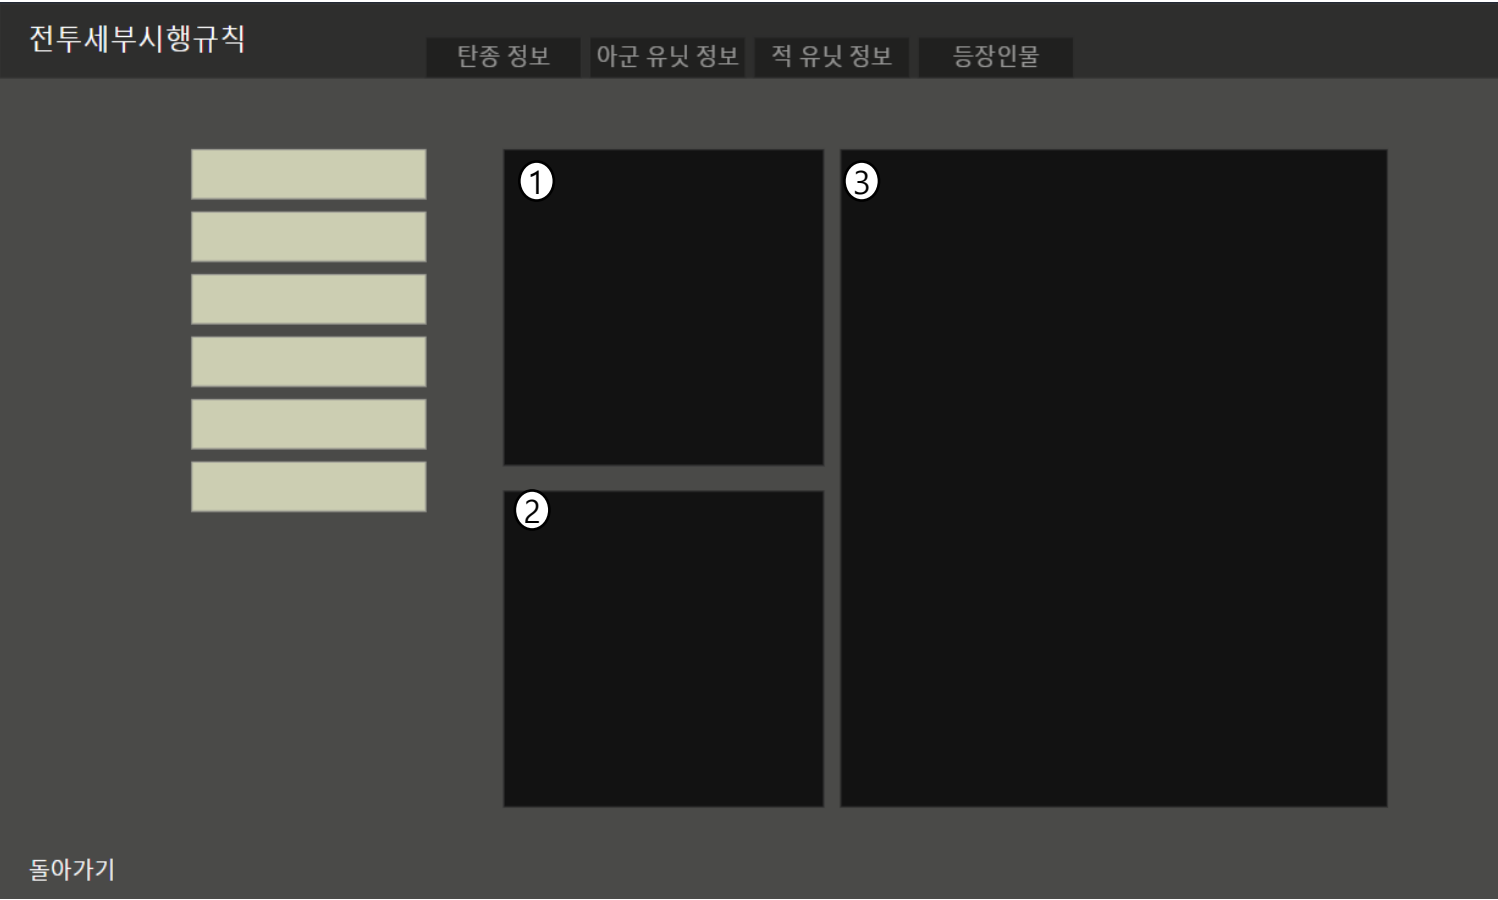 전투세부시행규칙
탄종 정보
아군 유닛 정보
적 유닛 정보
등장인물
1
3
2
돌아가기